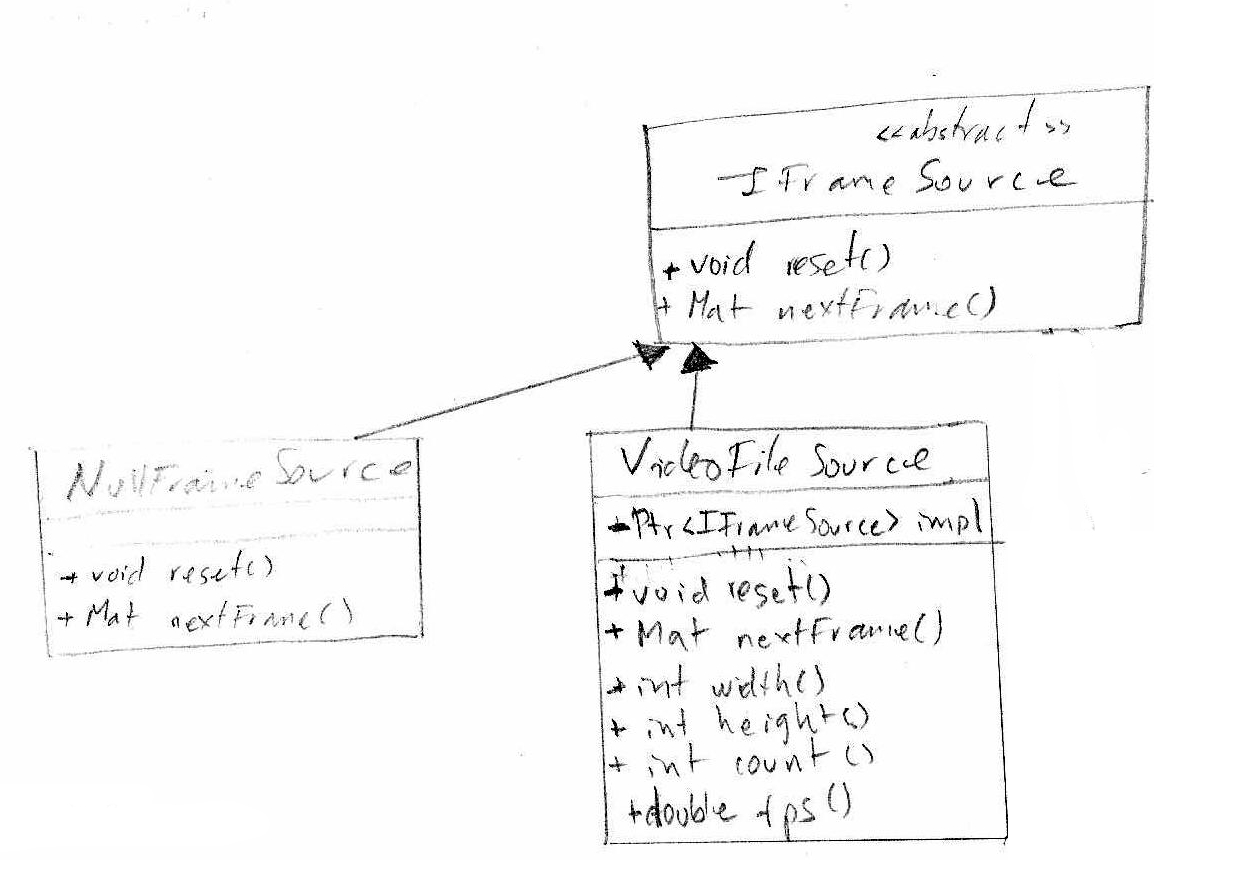 <<abstract>>
IFrameSource
+ void reset()
+ Mat nextFrame()
NullFrameSource
+ void reset()
+ Mat nextFrame()
VideoFileSource
-Ptr<IFrameSource> impl
+ void reset()
+ Mat nextFrame()
+ int width()
+ int height()
+ int count()
+double fps()